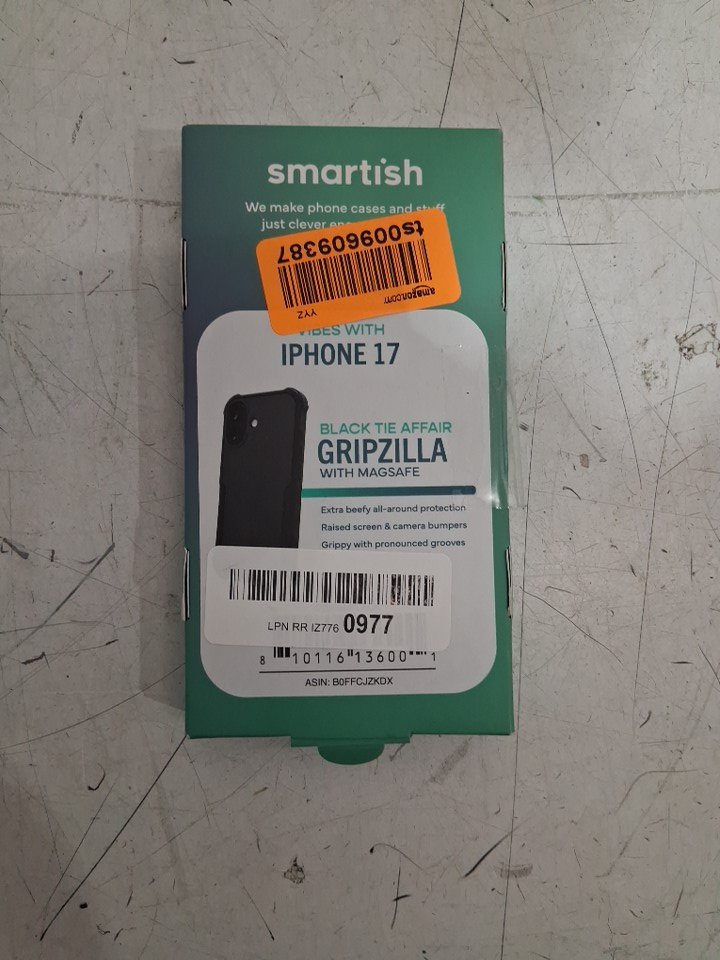 smartish
We make phone cases and stuff
just clever
ts009609387
amazon.com
YYZ
VIBES WITH
IPHONE 17
BLACK TIE AFFAIR
GRIPZILLA
WITH MAGSAFE
Extra beefy all-around protection
Raised screen & camera bumpers
Grippy with pronounced grooves
LPN RR IZ776 0977
8 10116 13600 1
ASIN: B0FFCJZKDX